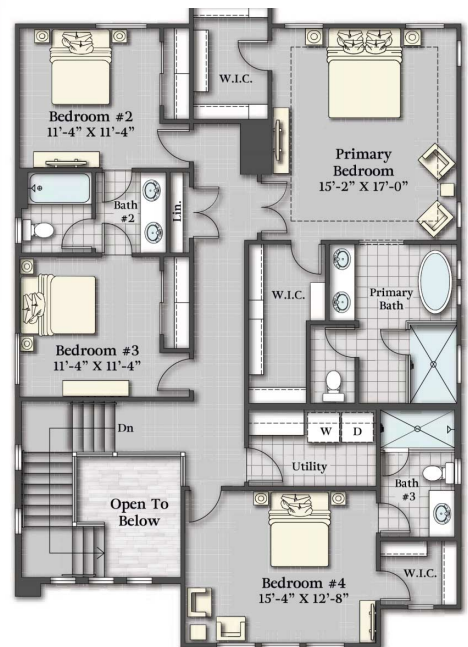 W.I.C.
Bedroom #2
11'-4" X 11'-4"
Primary
Bedroom
15'-2" X 17'-0"
Bath
#2
Lin.
W.I.C.
Primary
Bath
Bedroom #3
11'-4" X 11'-4"
Dn
W
D
Utility
Bath
#3
Open To
Below
Bedroom #4
15'-4" X 12'-8"
W.I.C.